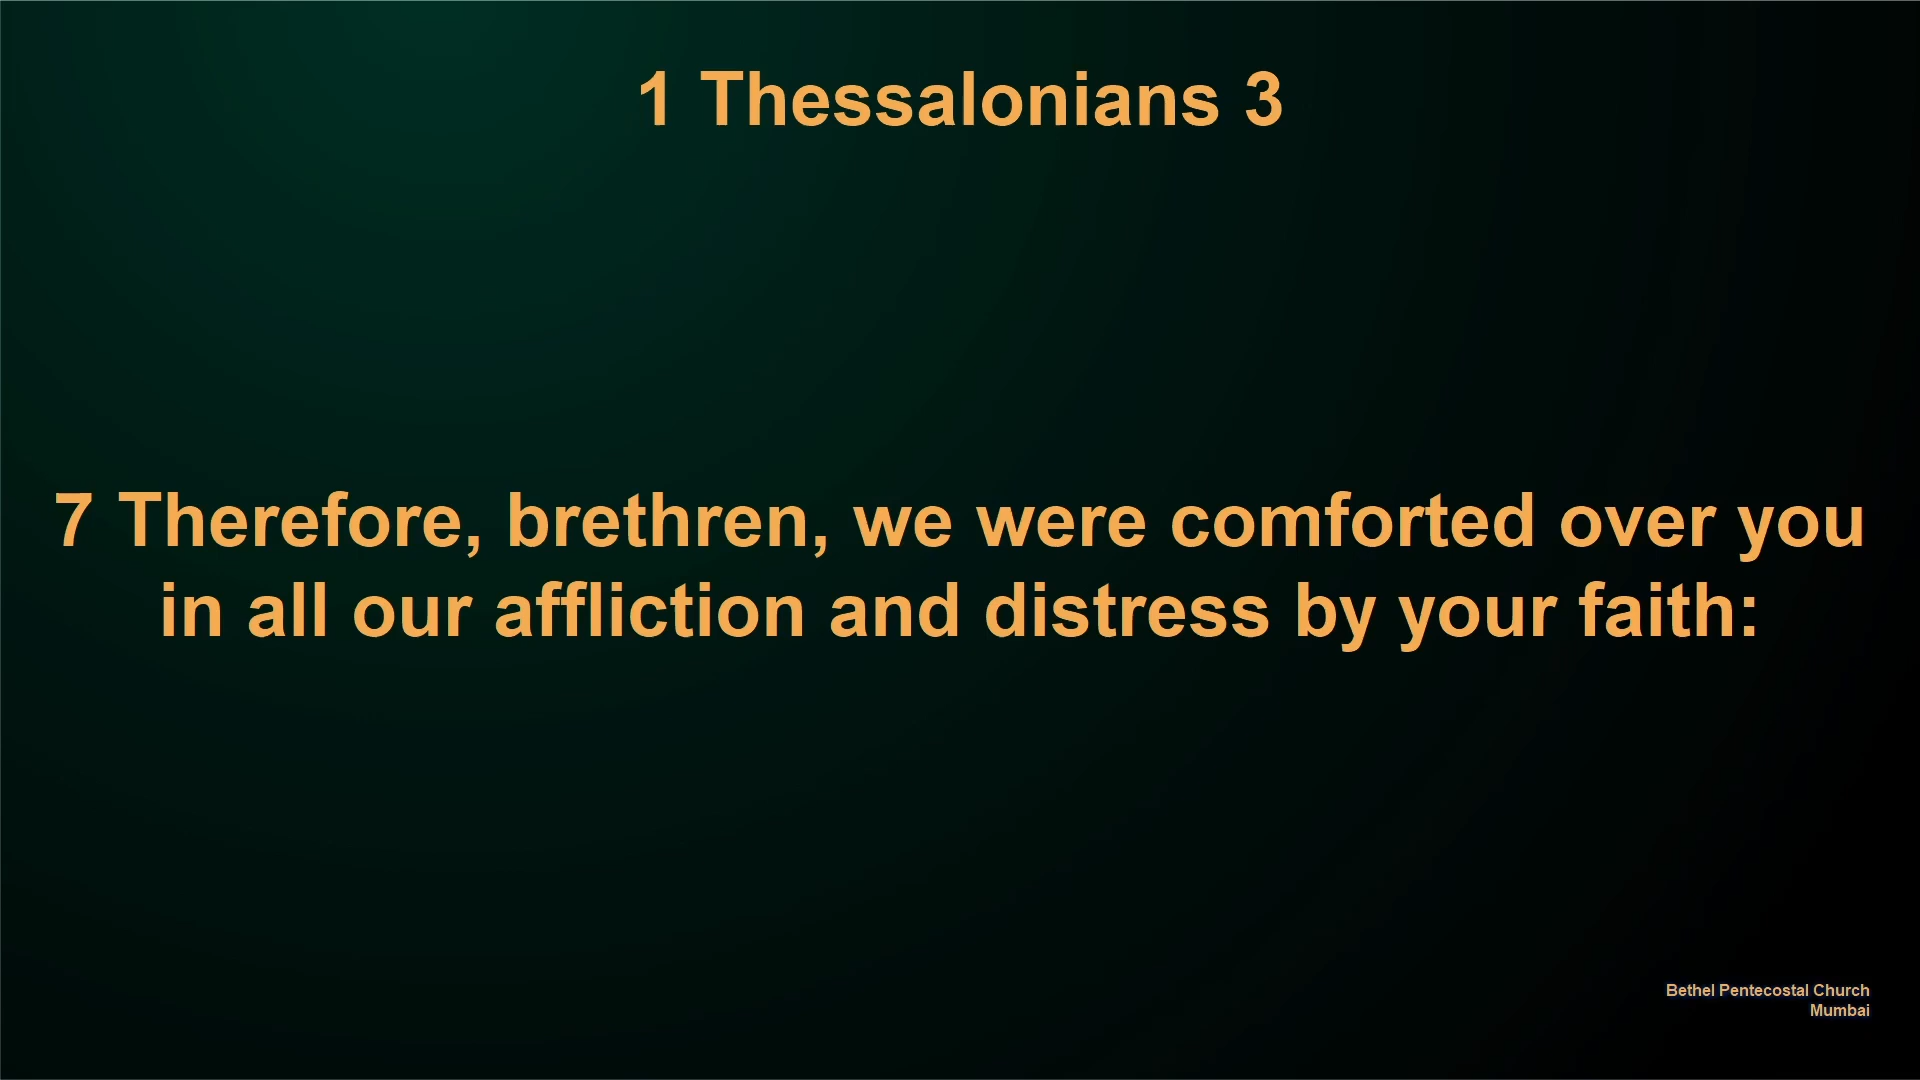 1 Thessalonians 3
7 Therefore, brethren, we were comforted over you
in all our affliction and distress by your faith:
Bethel Pentecostal Church
Mumbai